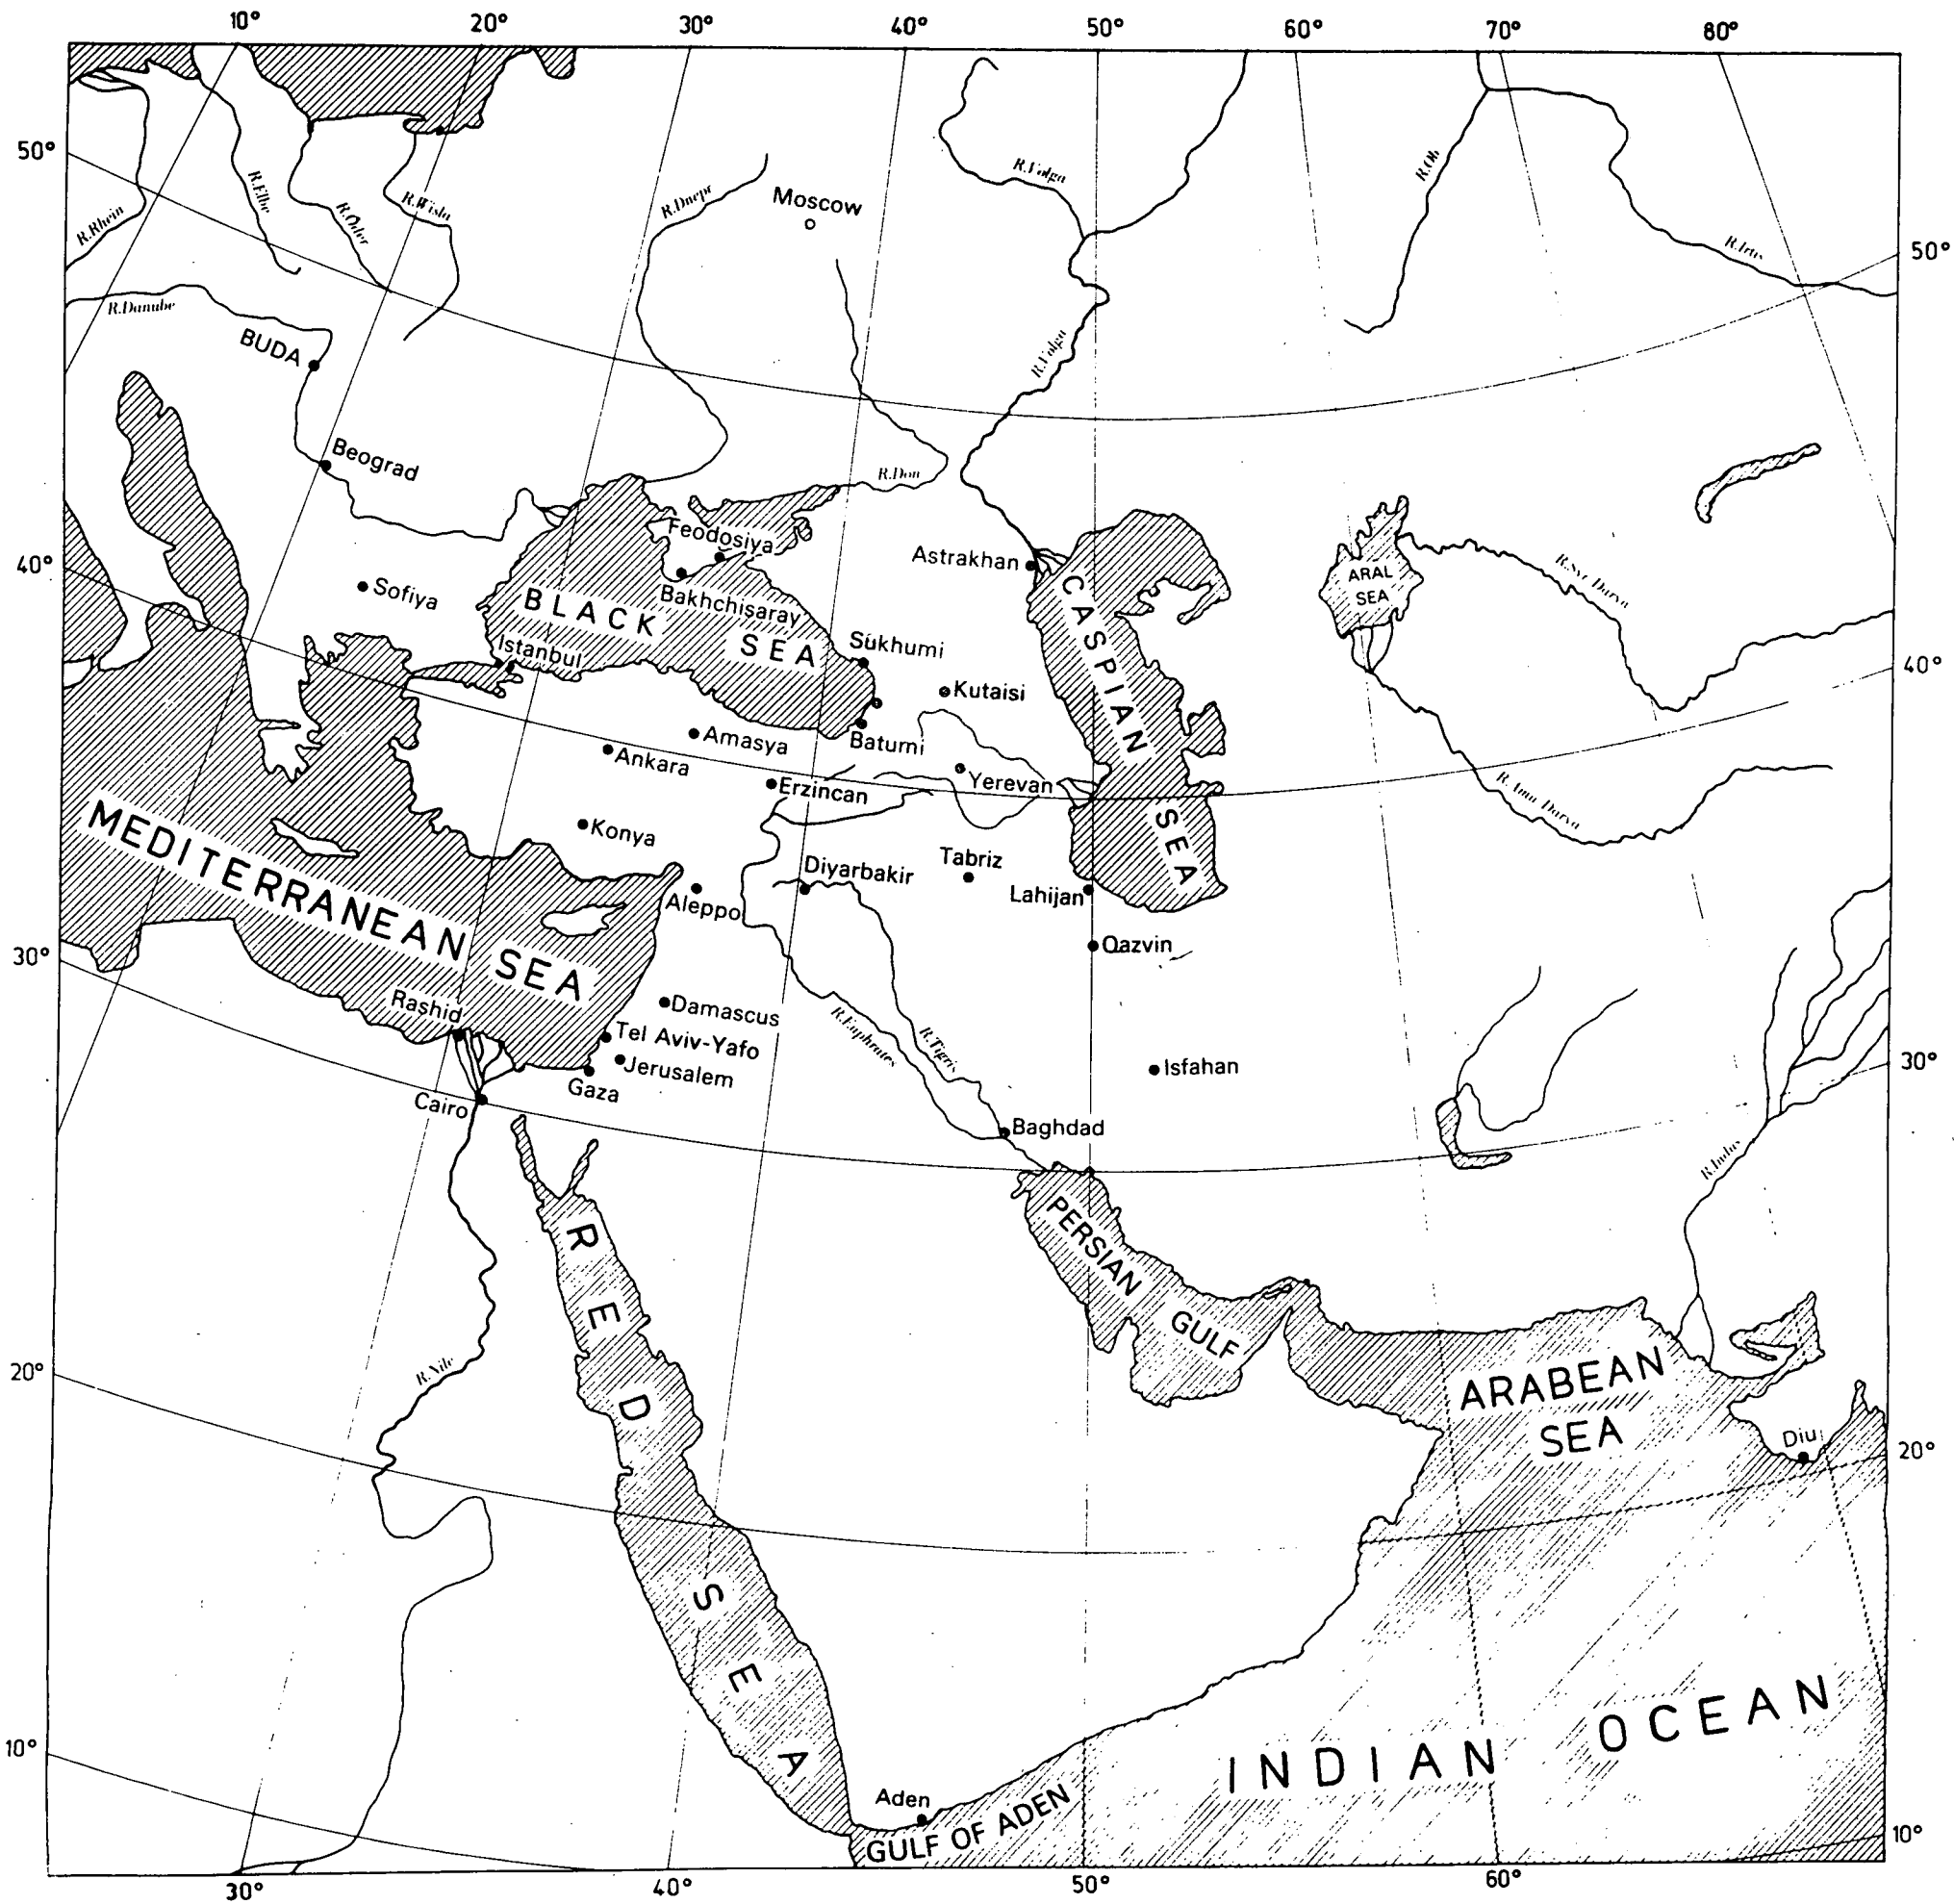 10° 20° 30° 40° 50° 60° 70° 80°
50°
R.Rhein
R.Elbe
R.Oder
R.Wisla
R.Dnepr
Moscow
R.Volga
R.Ob
R.Irtis
50°
R.Danube
BUDA
R.Volga
Beograd
R.Don
40°
Sofiya
Feodosiya
Bakhchisaray
BLACK
SEA
Istanbul
Sukhumi
Kutaisi
Batumi
Astrakhan
CASPIAN
SEA
ARAL
SEA
R.Syr Darya
40°
Amasya
Ankara
Erzincan
Yerevan
R.Amu Darya
Konya
Diyarbakir
Tabriz
Lahijan
Aleppo
Qazvin
MEDITERRANEAN SEA
30°
Rashid
Damascus
Tel Aviv-Yafo
Jerusalem
Gaza
Cairo
R.Euphrates
R.Tigris
Isfahan
Baghdad
30°
R.Indus
PERSIAN
GULF
RED
SEA
20°
R.Nile
ARABEAN
SEA
Diu
20°
INDIAN OCEAN
10°
Aden
GULF OF ADEN
10°
30° 40° 50° 60°